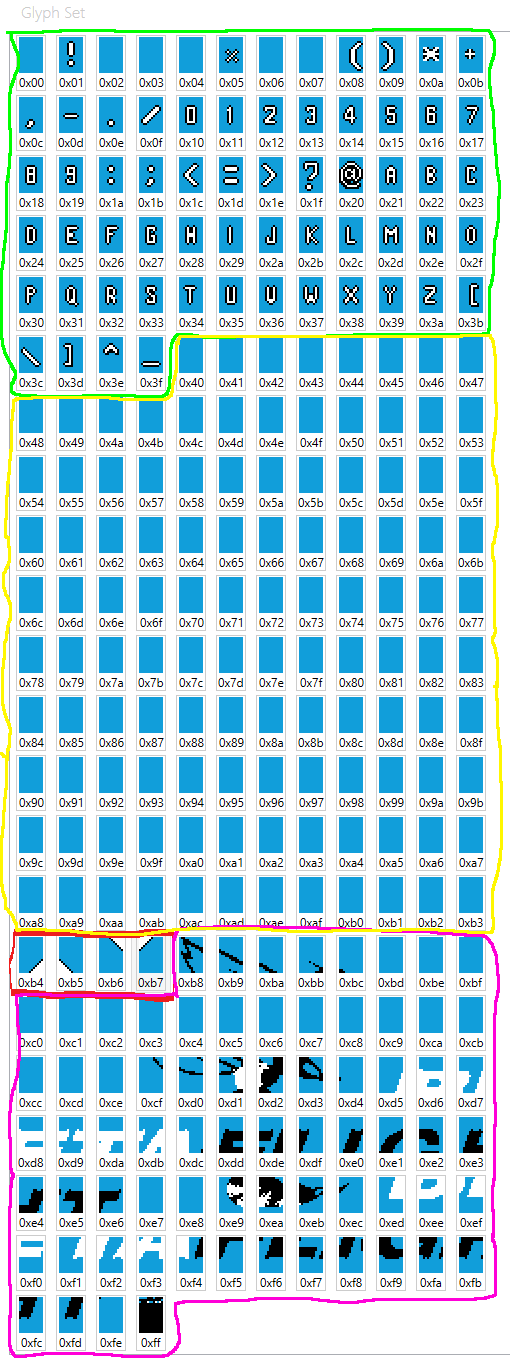 Glyph Set
! × ( ) * +
0x00 0x01 0x02 0x03 0x04 0x05 0x06 0x07 0x08 0x09 0x0a 0x0b
, - . / 0 1 2 3 4 5 6 7
0x0c 0x0d 0x0e 0x0f 0x10 0x11 0x12 0x13 0x14 0x15 0x16 0x17
8 9 : ; < = > ? @ A B C
0x18 0x19 0x1a 0x1b 0x1c 0x1d 0x1e 0x1f 0x20 0x21 0x22 0x23
D E F G H I J K L M N O
0x24 0x25 0x26 0x27 0x28 0x29 0x2a 0x2b 0x2c 0x2d 0x2e 0x2f
P Q R S T U V W X Y Z [
0x30 0x31 0x32 0x33 0x34 0x35 0x36 0x37 0x38 0x39 0x3a 0x3b
\ ] ^ _
0x3c 0x3d 0x3e 0x3f 0x40 0x41 0x42 0x43 0x44 0x45 0x46 0x47
0x48 0x49 0x4a 0x4b 0x4c 0x4d 0x4e 0x4f 0x50 0x51 0x52 0x53
0x54 0x55 0x56 0x57 0x58 0x59 0x5a 0x5b 0x5c 0x5d 0x5e 0x5f
0x60 0x61 0x62 0x63 0x64 0x65 0x66 0x67 0x68 0x69 0x6a 0x6b
0x6c 0x6d 0x6e 0x6f 0x70 0x71 0x72 0x73 0x74 0x75 0x76 0x77
0x78 0x79 0x7a 0x7b 0x7c 0x7d 0x7e 0x7f 0x80 0x81 0x82 0x83
0x84 0x85 0x86 0x87 0x88 0x89 0x8a 0x8b 0x8c 0x8d 0x8e 0x8f
0x90 0x91 0x92 0x93 0x94 0x95 0x96 0x97 0x98 0x99 0x9a 0x9b
0x9c 0x9d 0x9e 0x9f 0xa0 0xa1 0xa2 0xa3 0xa4 0xa5 0xa6 0xa7
0xa8 0xa9 0xaa 0xab 0xac 0xad 0xae 0xaf 0xb0 0xb1 0xb2 0xb3
0xb4 0xb5 0xb6 0xb7 0xb8 0xb9 0xba 0xbb 0xbc 0xbd 0xbe 0xbf
0xc0 0xc1 0xc2 0xc3 0xc4 0xc5 0xc6 0xc7 0xc8 0xc9 0xca 0xcb
0xcc 0xcd 0xce 0xcf 0xd0 0xd1 0xd2 0xd3 0xd4 0xd5 0xd6 0xd7
0xd8 0xd9 0xda 0xdb 0xdc 0xdd 0xde 0xdf 0xe0 0xe1 0xe2 0xe3
0xe4 0xe5 0xe6 0xe7 0xe8 0xe9 0xea 0xeb 0xec 0xed 0xee 0xef
0xf0 0xf1 0xf2 0xf3 0xf4 0xf5 0xf6 0xf7 0xf8 0xf9 0xfa 0xfb
0xfc 0xfd 0xfe 0xff